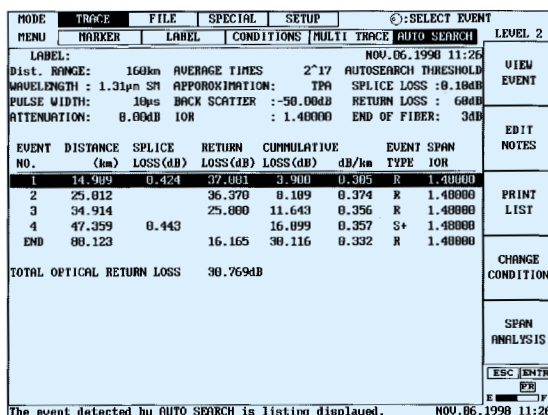 MODE TRACE FILE SPECIAL SETUP :SELECT EVENT
MENU MARKER LABEL CONDITIONS MULTI TRACE AUTO SEARCH LEVEL 2
LABEL: NOV.06.1998 11:26
Dist. RANGE: 160km AVERAGE TIMES 2^17 AUTOSEARCH THRESHOLD
WAVELENGTH : 1.31µm SM APPOROXIMATION: TPA SPLICE LOSS :0.10dB
PULSE WIDTH: 10µs BACK SCATTER :-50.00dB RETURN LOSS : 60dB
ATTENUATION: 0.00dB IOR : 1.48000 END OF FIBER: 3dB
EVENT DISTANCE SPLICE RETURN CUMMULATIVE EVENT SPAN
NO. (km) LOSS(dB) LOSS(dB) LOSS(dB) dB/km TYPE IOR
1 14.989 0.424 37.081 3.900 0.305 R 1.48000
2 25.012 36.370 8.109 0.374 R 1.48000
3 34.914 25.800 11.643 0.356 R 1.48000
4 47.359 0.443 16.099 0.357 S+ 1.48000
END 88.123 16.165 30.116 0.332 R 1.48000
TOTAL OPTICAL RETURN LOSS 30.769dB
VIEW
EVENT
EDIT
NOTES
PRINT
LIST
CHANGE
CONDITION
SPAN
ANALYSIS
ESC ENTR
PR
E F
The event detected by AUTO SEARCH is listing displayed. NOV.06.1998 11:26